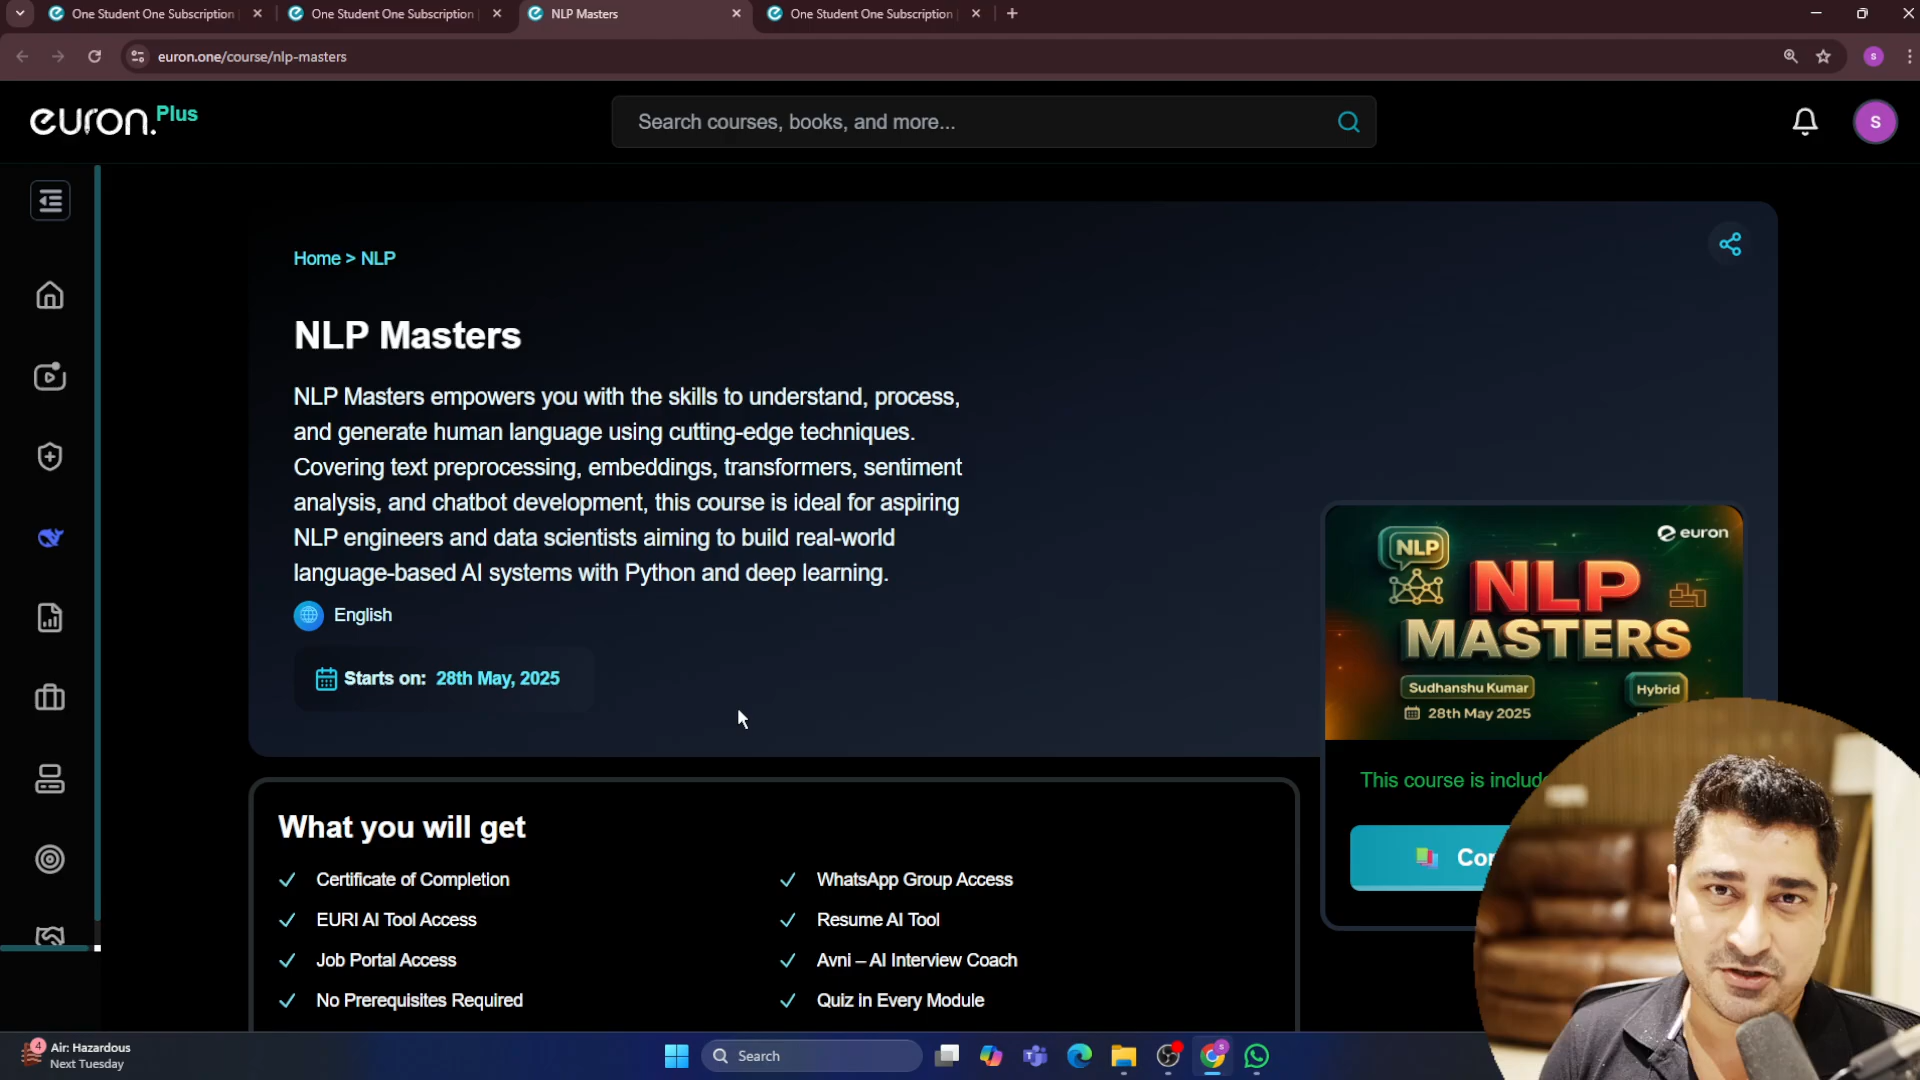 One Student One Subscription
One Student One Subscription
NLP Masters
One Student One Subscription
euron.one/course/nlp-masters
S
euron.Plus
Search courses, books, and more...
S
Home > NLP
NLP Masters
NLP Masters empowers you with the skills to understand, process,
and generate human language using cutting-edge techniques.
Covering text preprocessing, embeddings, transformers, sentiment
analysis, and chatbot development, this course is ideal for aspiring
NLP engineers and data scientists aiming to build real-world
language-based AI systems with Python and deep learning.
English
Starts on: 28th May, 2025
euron
NLP
NLP
MASTERS
Sudhanshu Kumar
Hybrid
28th May 2025
This course is include
Con
What you will get
Certificate of Completion
WhatsApp Group Access
EURI AI Tool Access
Resume AI Tool
Job Portal Access
Avni – AI Interview Coach
No Prerequisites Required
Quiz in Every Module
4
Air: Hazardous
Next Tuesday
Search